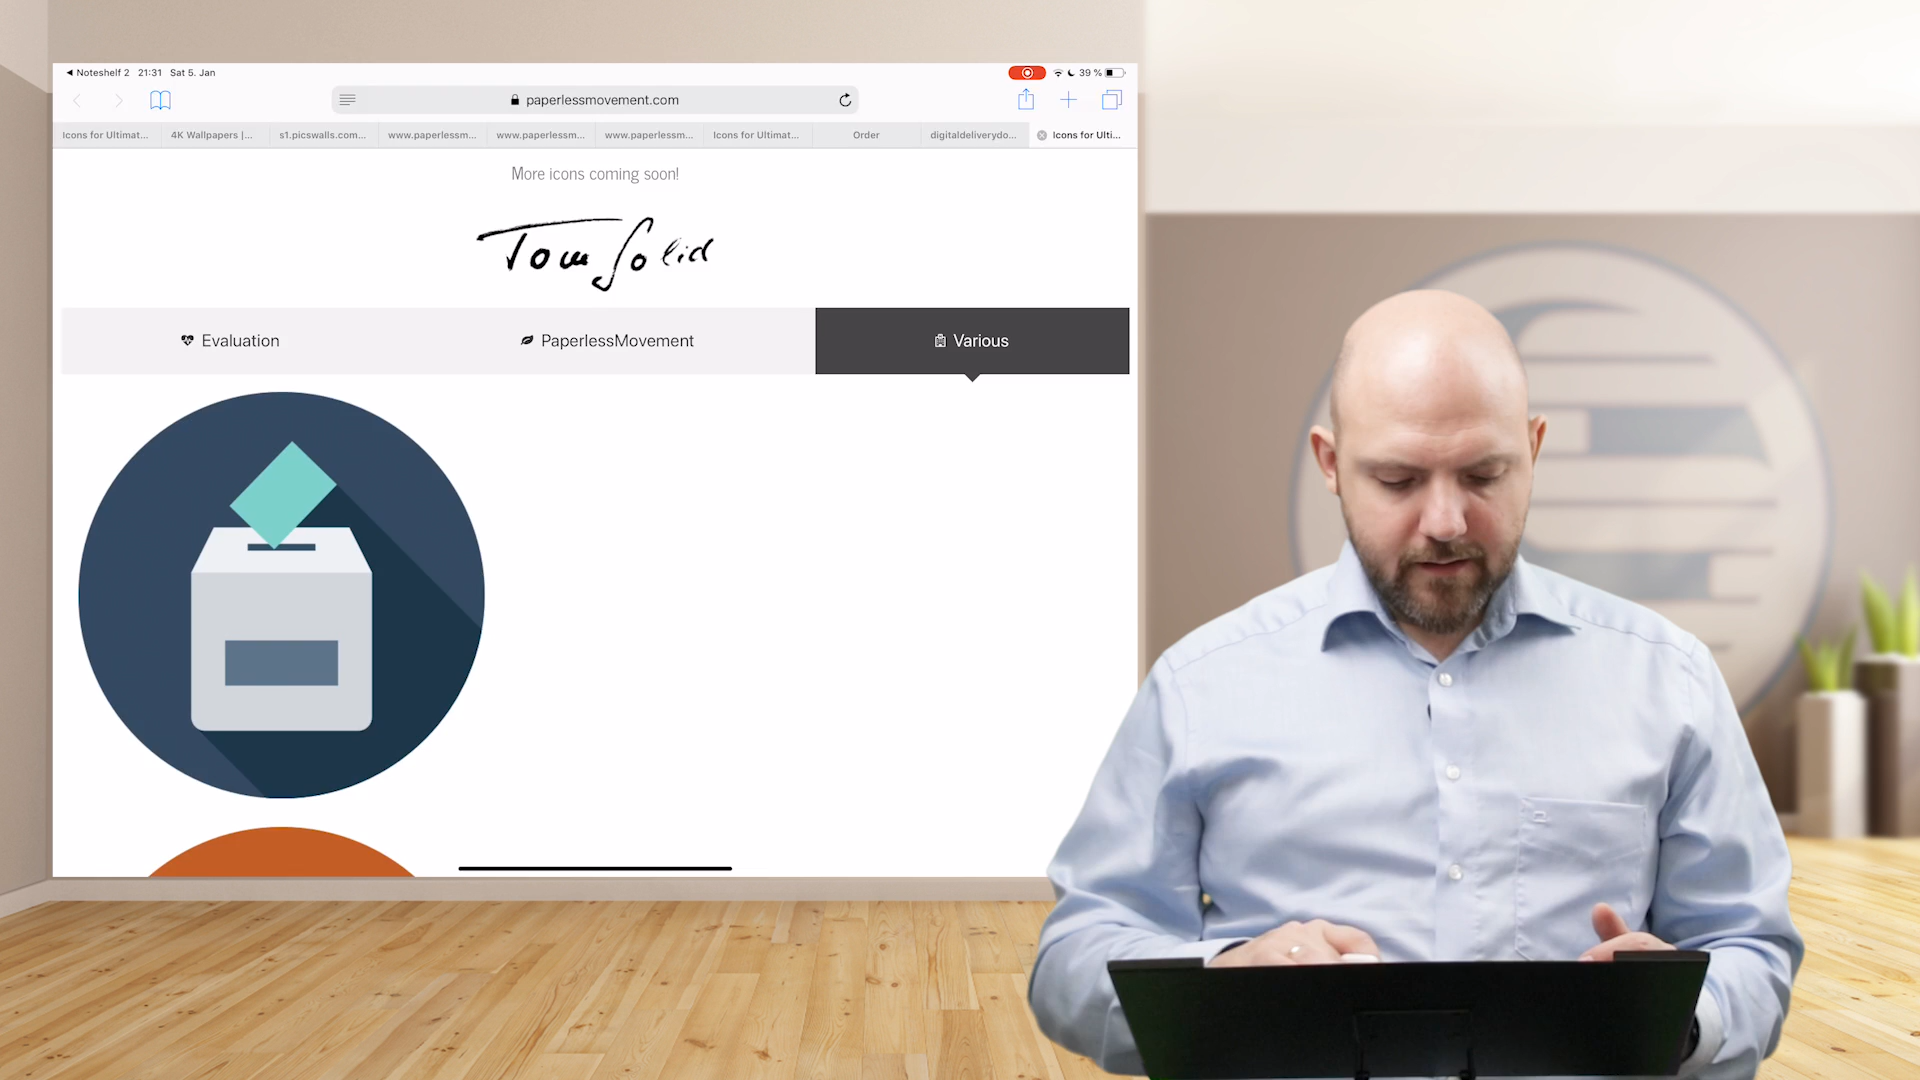 Noteshelf 2 21:31 Sat 5. Jan 39 %
paperlessmovement.com
Icons for Ultimat... 4K Wallpapers |... s1.picswalls.com... www.paperlessm... www.paperlessm... www.paperlessm... Icons for Ultimat... Order digitaldeliverydo... Icons for Ulti...
More icons coming soon!
Tom Solid
Evaluation PaperlessMovement Various